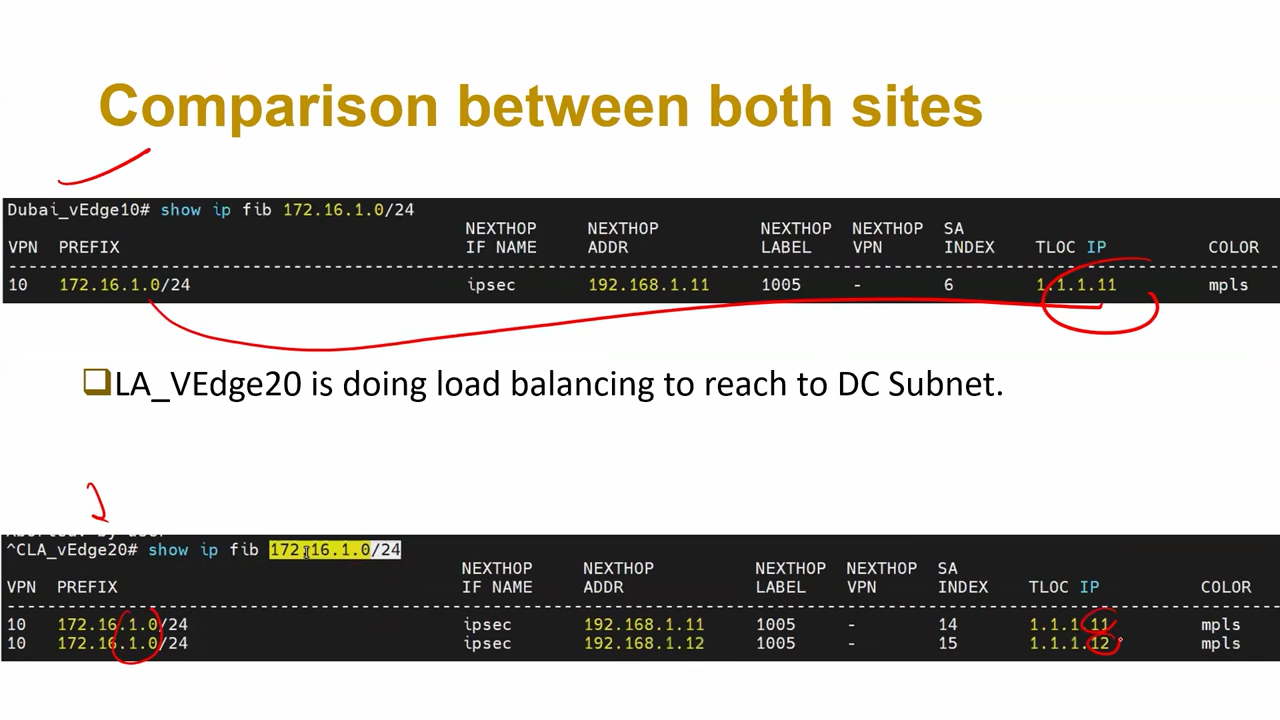 Comparison between both sites
Dubai_vEdge10# show ip fib 172.16.1.0/24
NEXTHOP NEXTHOP NEXTHOP NEXTHOP SA
VPN PREFIX IF NAME ADDR LABEL VPN INDEX TLOC IP COLOR
----------------------------------------------------------------------------------------------------
10 172.16.1.0/24 ipsec 192.168.1.11 1005 - 6 1.1.1.11 mpls
LA_VEdge20 is doing load balancing to reach to DC Subnet.
^CLA_vEdge20# show ip fib 172.16.1.0/24
NEXTHOP NEXTHOP NEXTHOP NEXTHOP SA
VPN PREFIX IF NAME ADDR LABEL VPN INDEX TLOC IP COLOR
----------------------------------------------------------------------------------------------------
10 172.16.1.0/24 ipsec 192.168.1.11 1005 - 14 1.1.1.11 mpls
10 172.16.1.0/24 ipsec 192.168.1.12 1005 - 15 1.1.1.12 mpls